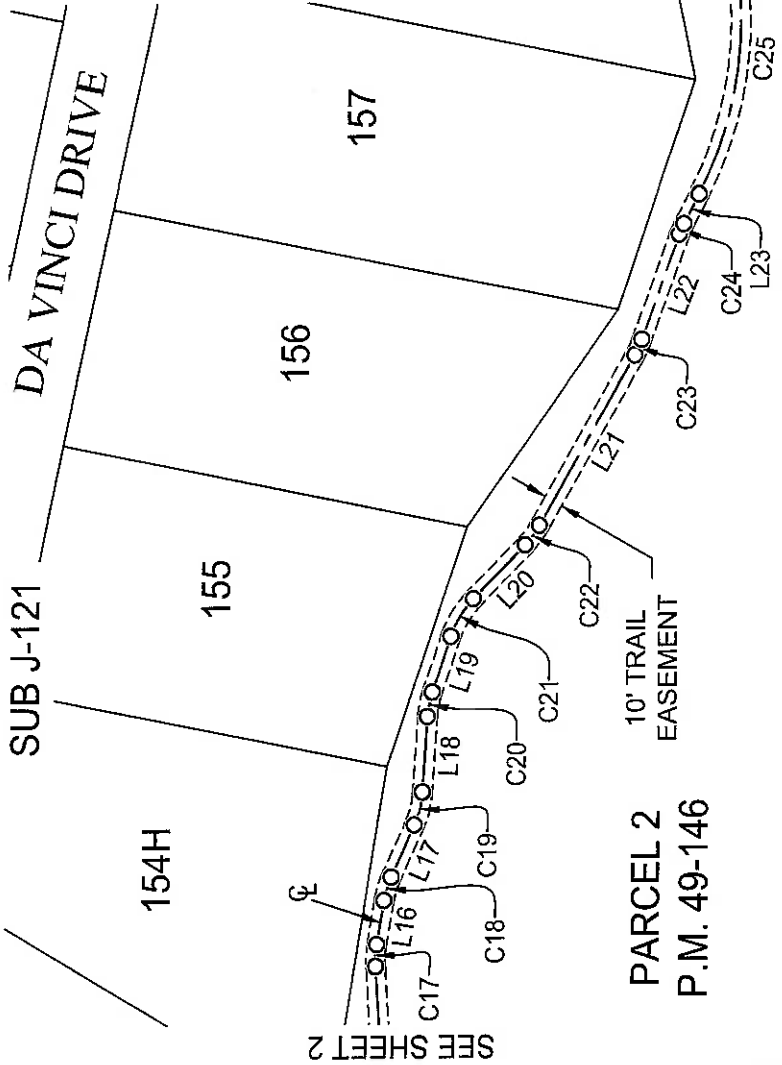 SUB J-121
DA VINCI DRIVE
154H
155
156
157
℄
C17
L16
C18
L17
C19
L18
C20
L19
C21
L20
C22
L21
C23
L22
C24
L23
C25
10' TRAIL
EASEMENT
PARCEL 2
P.M. 49-146
SEE SHEET 2